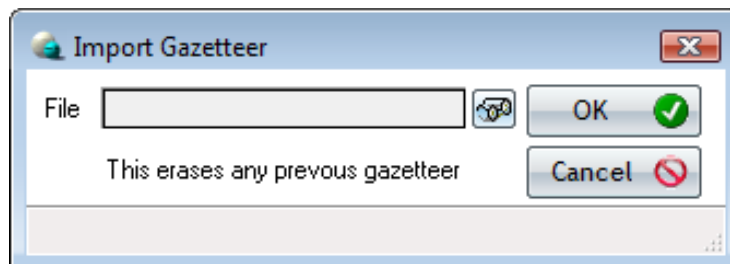 Import Gazetteer
File
OK
This erases any prevous gazetteer
Cancel